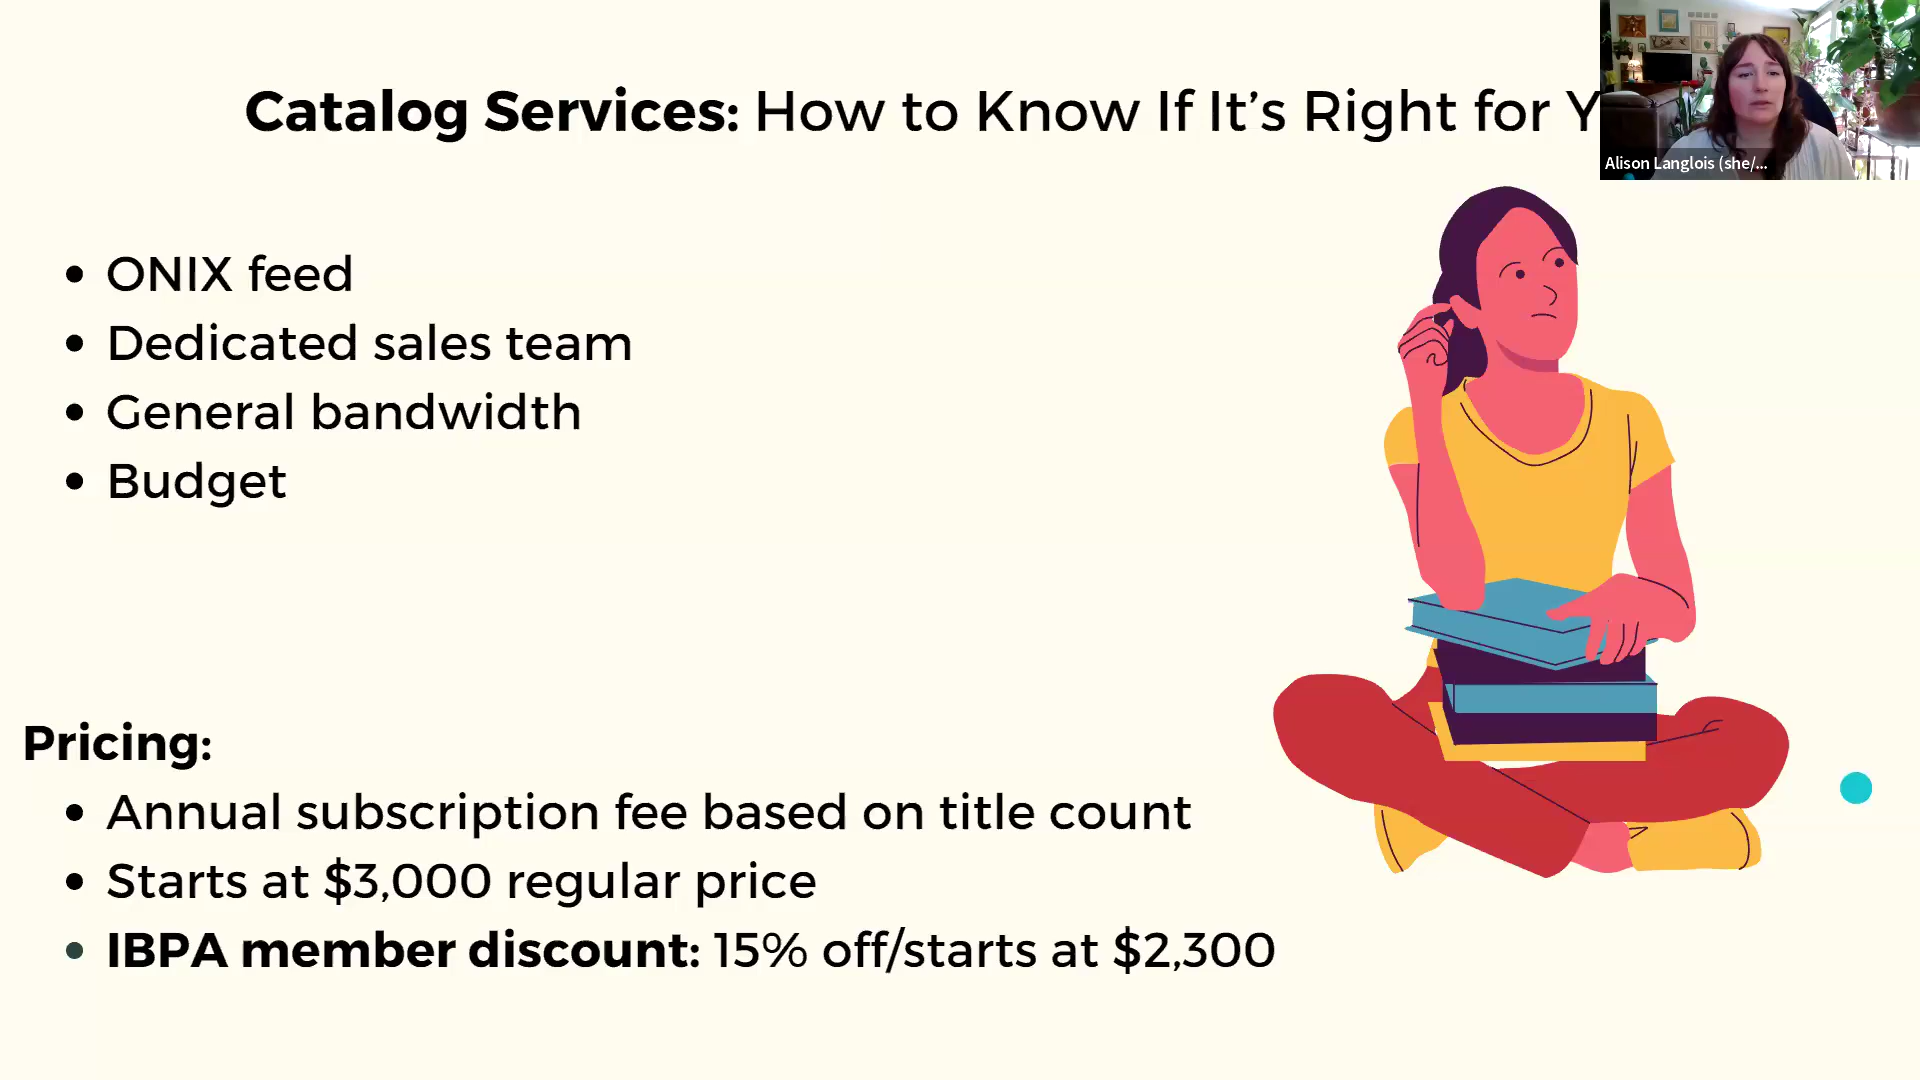 Catalog Services: How to Know If It's Right for Y
Alison Langlois (she/...
• ONIX feed
• Dedicated sales team
• General bandwidth
• Budget
Pricing:
• Annual subscription fee based on title count
• Starts at $3,000 regular price
• IBPA member discount: 15% off/starts at $2,300